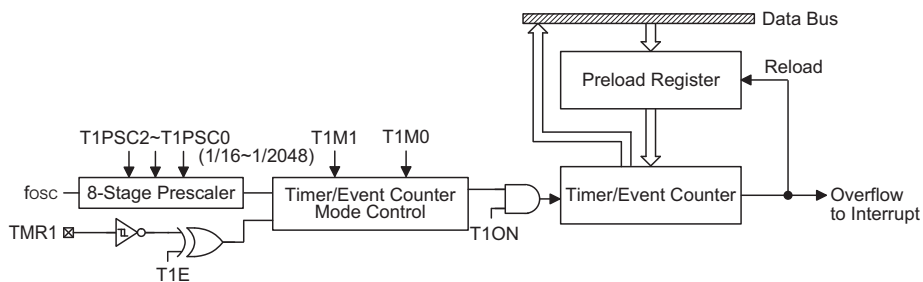 Data Bus
Preload Register
Reload
T1PSC2~T1PSC0
(1/16~1/2048)
T1M1
T1M0
fosc
8-Stage Prescaler
Timer/Event Counter
Mode Control
Timer/Event Counter
Overflow
to Interrupt
TMR1
T1ON
T1E